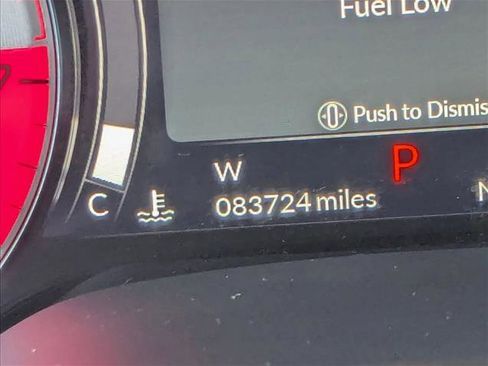 Fuel Low
Push to Dismis
W
P
083724 miles
N
C